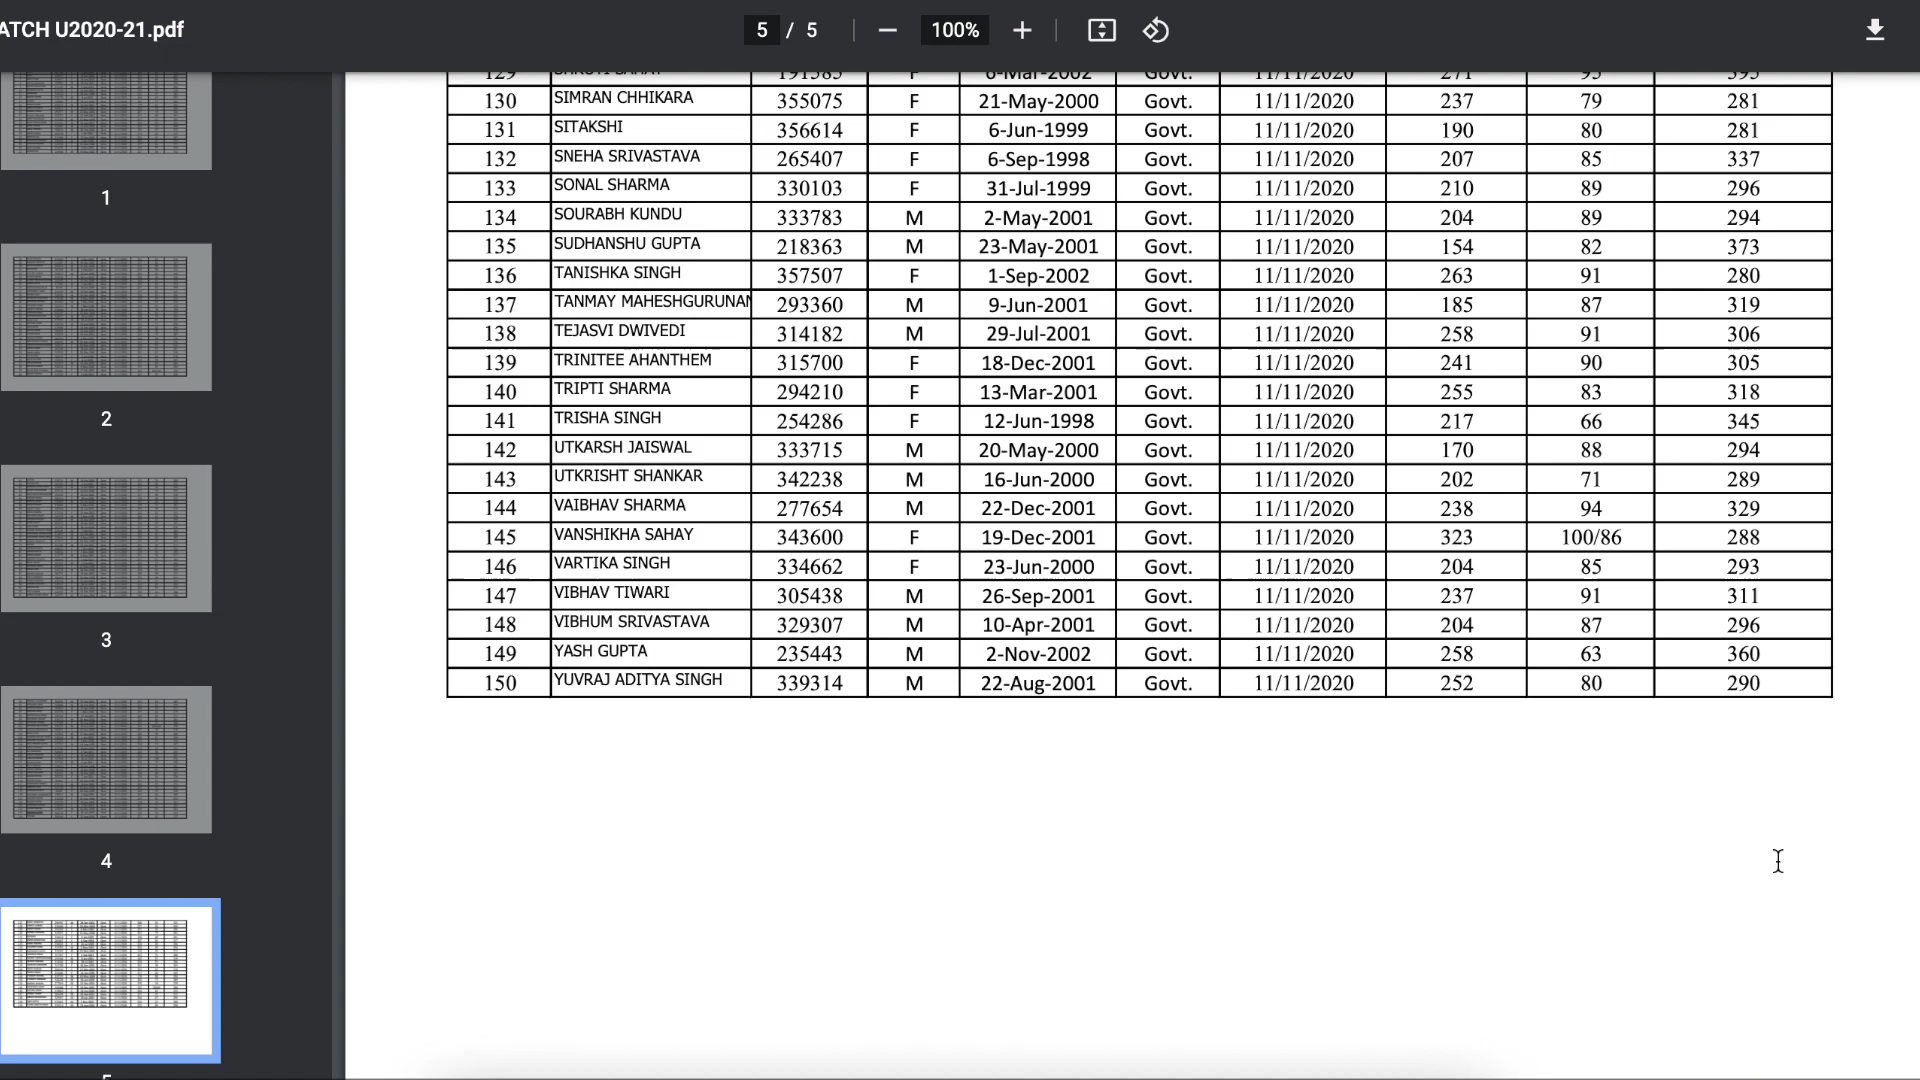 ATCH U2020-21.pdf
5 / 5
100%
129 191585 F 6-Mar-2002 Govt. 11/11/2020 271 95 395
130 SIMRAN CHHIKARA 355075 F 21-May-2000 Govt. 11/11/2020 237 79 281
131 SITAKSHI 356614 F 6-Jun-1999 Govt. 11/11/2020 190 80 281
132 SNEHA SRIVASTAVA 265407 F 6-Sep-1998 Govt. 11/11/2020 207 85 337
133 SONAL SHARMA 330103 F 31-Jul-1999 Govt. 11/11/2020 210 89 296
134 SOURABH KUNDU 333783 M 2-May-2001 Govt. 11/11/2020 204 89 294
135 SUDHANSHU GUPTA 218363 M 23-May-2001 Govt. 11/11/2020 154 82 373
136 TANISHKA SINGH 357507 F 1-Sep-2002 Govt. 11/11/2020 263 91 280
137 TANMAY MAHESHGURUNAN 293360 M 9-Jun-2001 Govt. 11/11/2020 185 87 319
138 TEJASVI DWIVEDI 314182 M 29-Jul-2001 Govt. 11/11/2020 258 91 306
139 TRINITEE AHANTHEM 315700 F 18-Dec-2001 Govt. 11/11/2020 241 90 305
140 TRIPTI SHARMA 294210 F 13-Mar-2001 Govt. 11/11/2020 255 83 318
141 TRISHA SINGH 254286 F 12-Jun-1998 Govt. 11/11/2020 217 66 345
142 UTKARSH JAISWAL 333715 M 20-May-2000 Govt. 11/11/2020 170 88 294
143 UTKRISHT SHANKAR 342238 M 16-Jun-2000 Govt. 11/11/2020 202 71 289
144 VAIBHAV SHARMA 277654 M 22-Dec-2001 Govt. 11/11/2020 238 94 329
145 VANSHIKHA SAHAY 343600 F 19-Dec-2001 Govt. 11/11/2020 323 100/86 288
146 VARTIKA SINGH 334662 F 23-Jun-2000 Govt. 11/11/2020 204 85 293
147 VIBHAV TIWARI 305438 M 26-Sep-2001 Govt. 11/11/2020 237 91 311
148 VIBHUM SRIVASTAVA 329307 M 10-Apr-2001 Govt. 11/11/2020 204 87 296
149 YASH GUPTA 235443 M 2-Nov-2002 Govt. 11/11/2020 258 63 360
150 YUVRAJ ADITYA SINGH 339314 M 22-Aug-2001 Govt. 11/11/2020 252 80 290
1
2
3
4
5